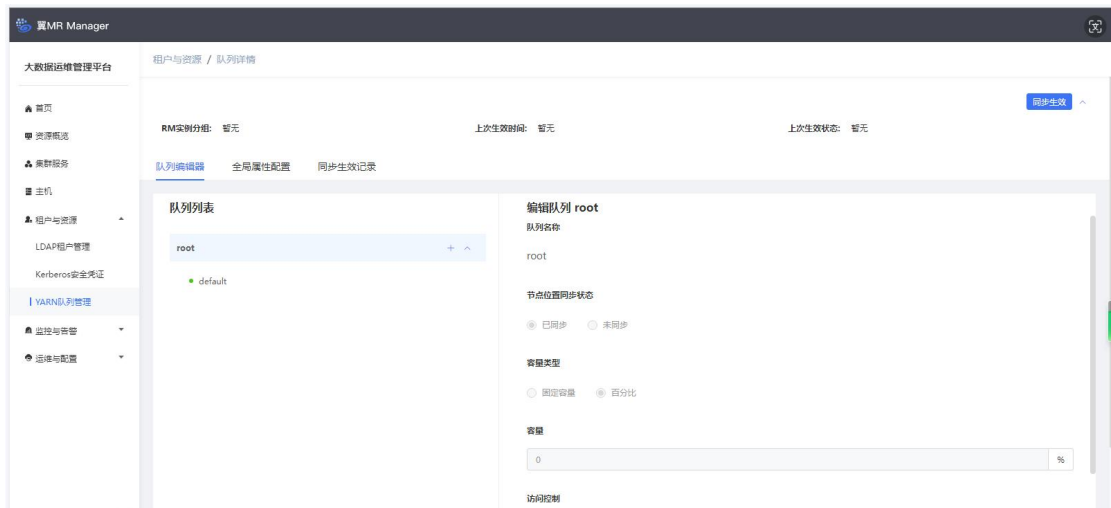 翼MR Manager
大数据运维管理平台
租户与资源 / 队列详情
首页
资源概览
集群服务
主机
租户与资源
LDAP租户管理
Kerberos安全凭证
YARN队列管理
监控与告警
运维与配置
同步生效
RM实例分组: 暂无 上次生效时间: 暂无 上次生效状态: 暂无
队列编辑器 全局属性配置 同步生效记录
队列列表
root
default
编辑队列 root
队列名称
root
节点位置同步状态
已同步 未同步
容量类型
固定容量 百分比
容量
0 %
访问控制